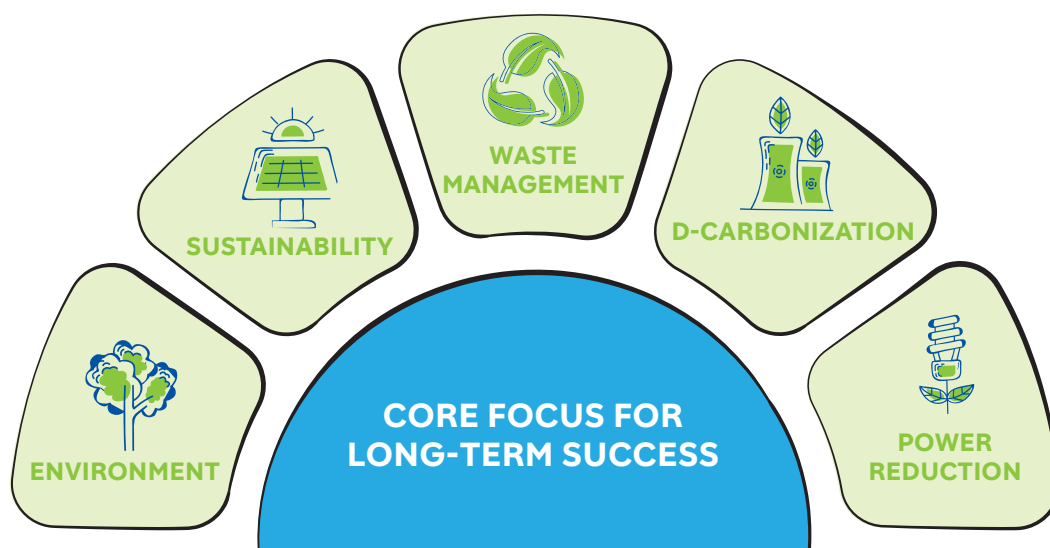 WASTE
MANAGEMENT
SUSTAINABILITY
D-CARBONIZATION
ENVIRONMENT
POWER
REDUCTION
CORE FOCUS FOR
LONG-TERM SUCCESS